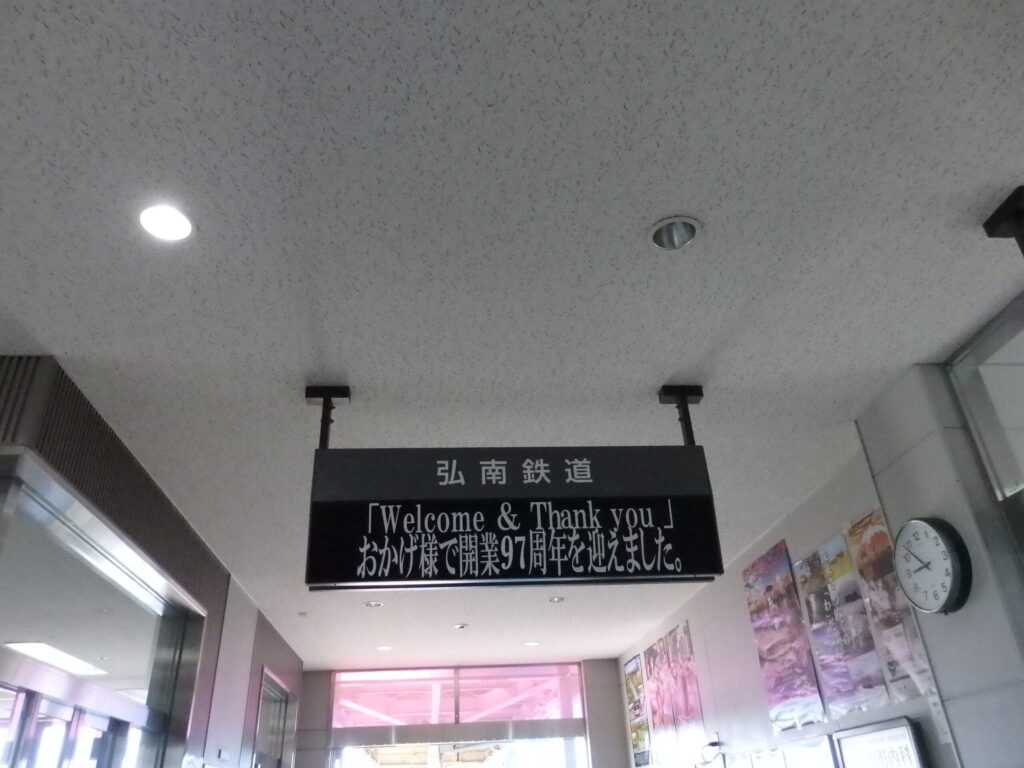 弘南鉄道
「Welcome & Thank you」
おかげ様で開業97周年を迎えました。